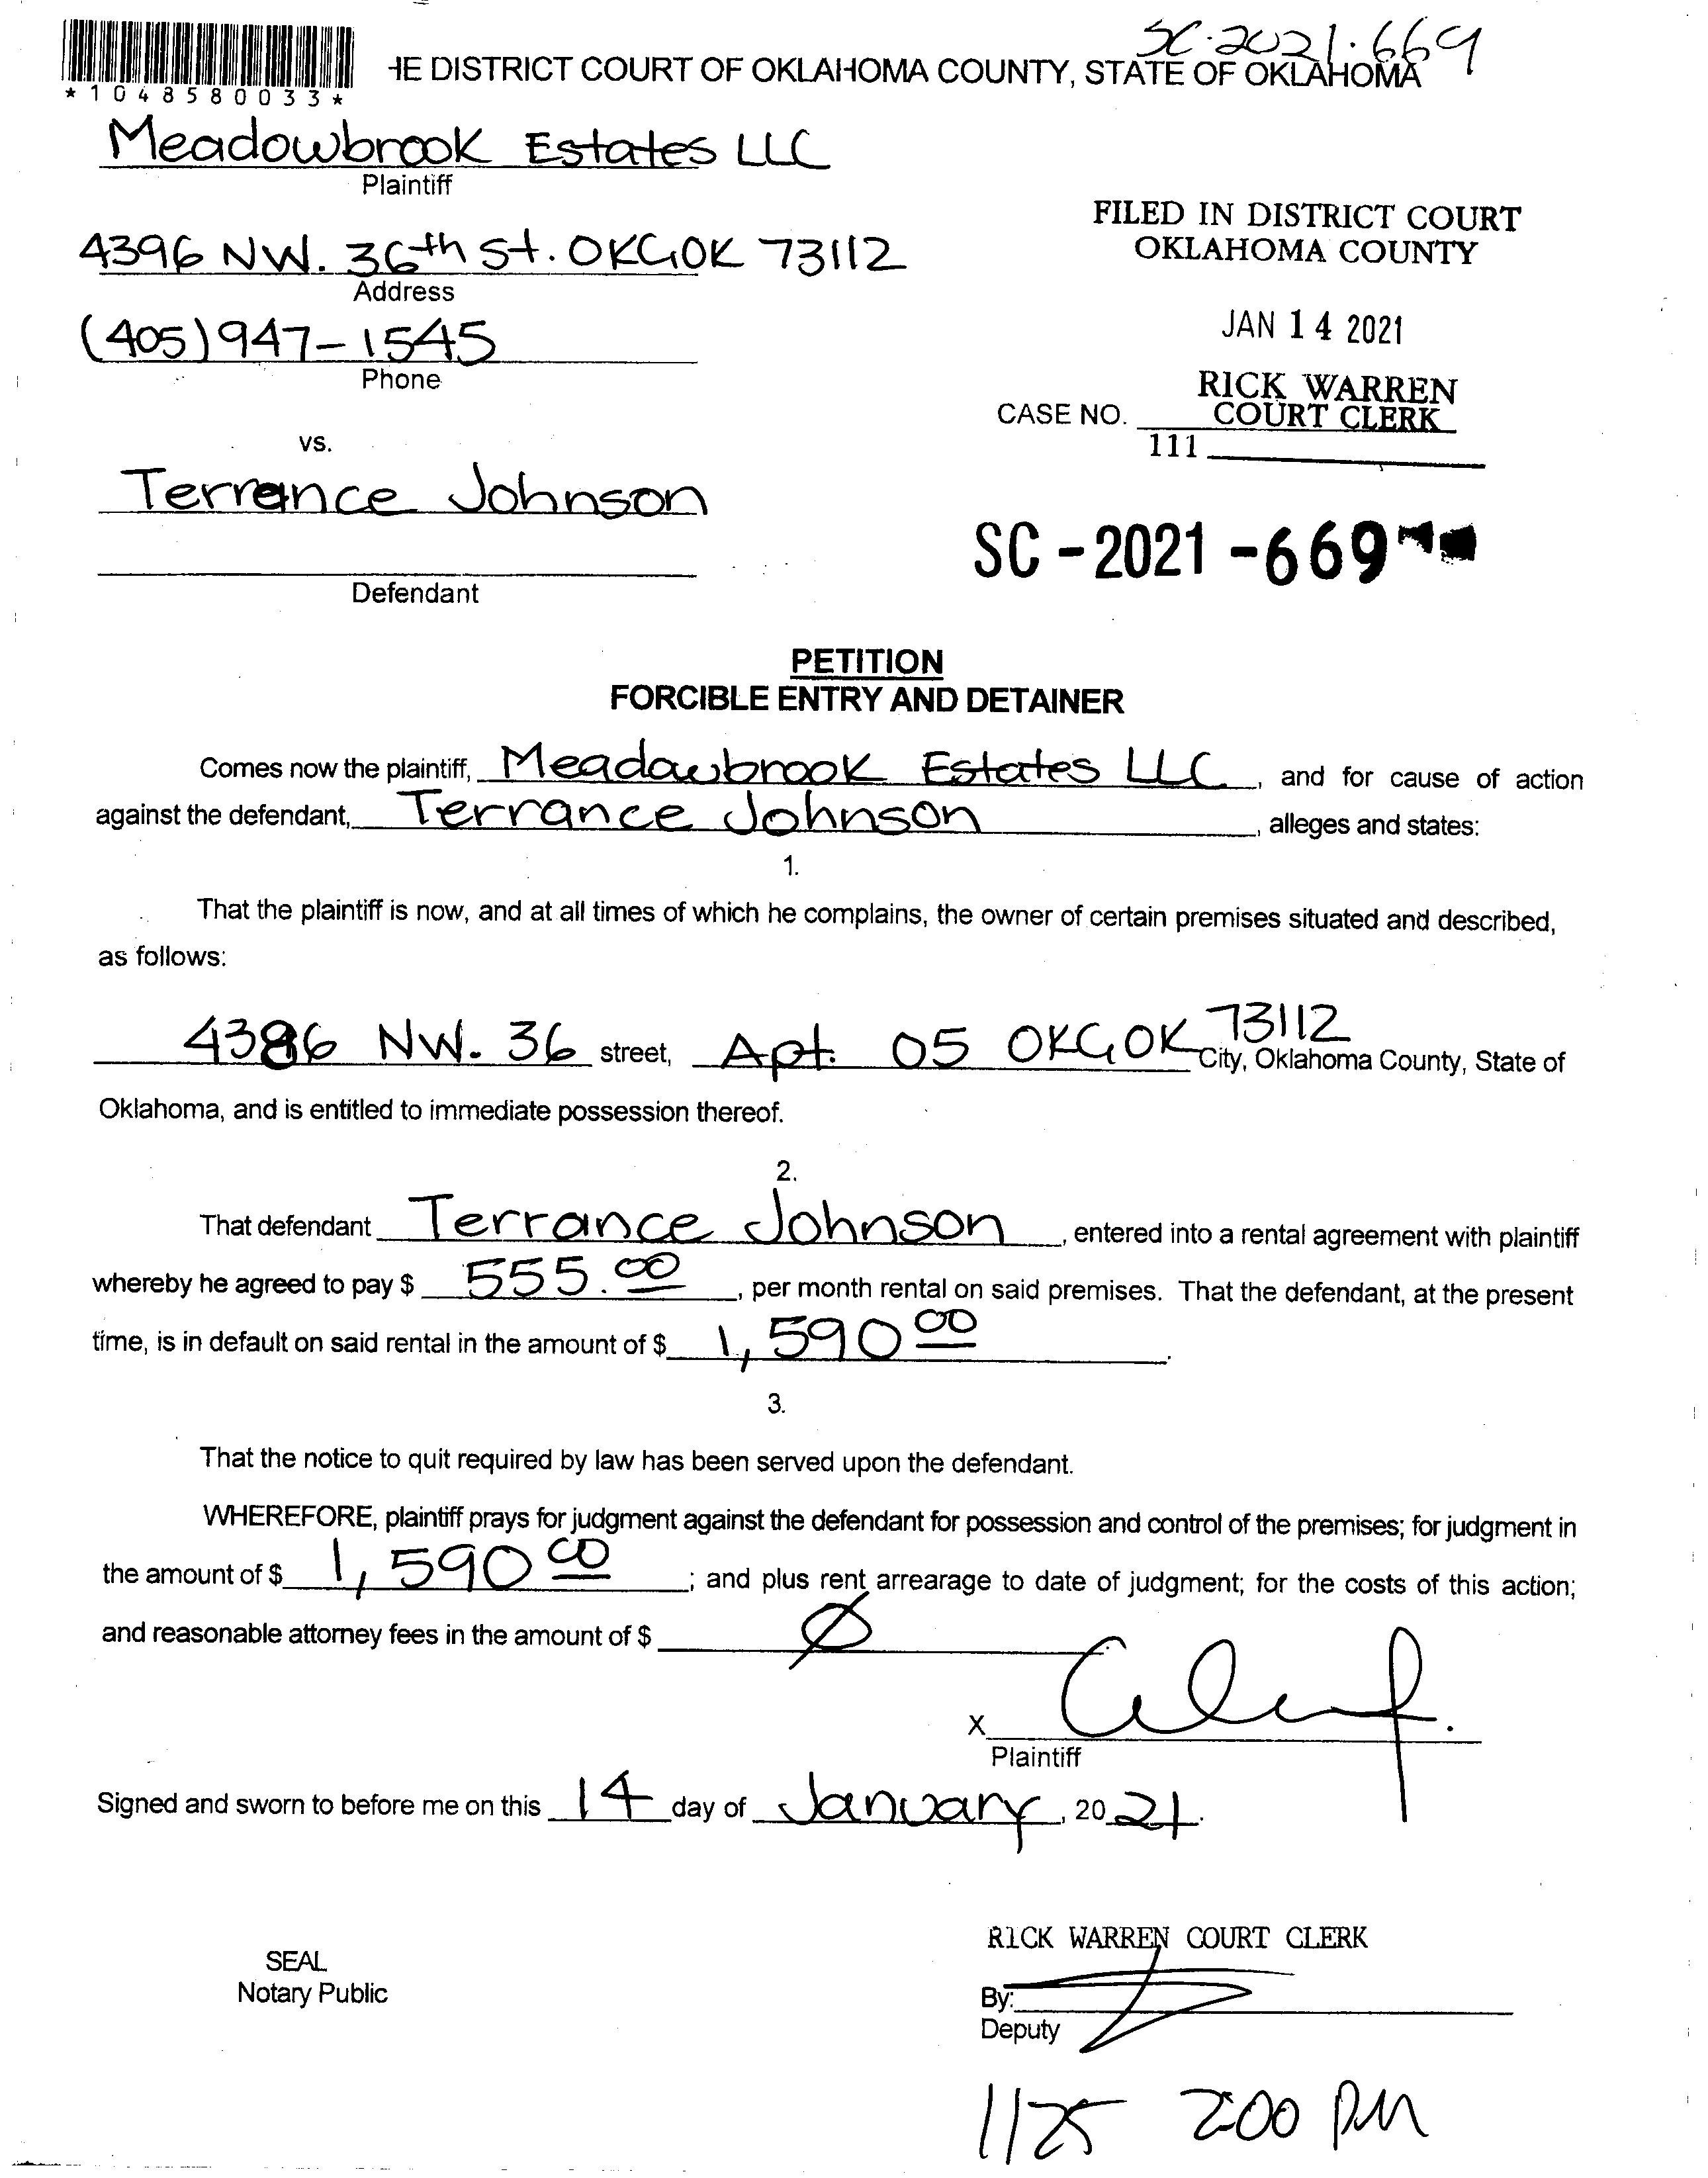 SC-2021-669
*1048580033*
HE DISTRICT COURT OF OKLAHOMA COUNTY, STATE OF OKLAHOMA
Meadowbrook Estates LLC
Plaintiff
FILED IN DISTRICT COURT
OKLAHOMA COUNTY
4396 NW. 36th St. OKC, OK 73112
Address
JAN 14 2021
(405) 947-1545
Phone
RICK WARREN
CASE NO. COURT CLERK
111
vs.
Terrance Johnson
SC-2021-669
Defendant
PETITION
FORCIBLE ENTRY AND DETAINER
Comes now the plaintiff, Meadowbrook Estates LLC, and for cause of action
against the defendant, Terrance Johnson, alleges and states:
1.
That the plaintiff is now, and at all times of which he complains, the owner of certain premises situated and described,
as follows:
4386 NW. 36 street, Apt. 05 OKC, OK 73112 City, Oklahoma County, State of
Oklahoma, and is entitled to immediate possession thereof.
2.
That defendant Terrance Johnson, entered into a rental agreement with plaintiff
whereby he agreed to pay $ 555.00, per month rental on said premises. That the defendant, at the present
time, is in default on said rental in the amount of $ 1,590 00.
3.
That the notice to quit required by law has been served upon the defendant.
WHEREFORE, plaintiff prays for judgment against the defendant for possession and control of the premises; for judgment in
the amount of $ 1,590 00; and plus rent arrearage to date of judgment; for the costs of this action;
and reasonable attorney fees in the amount of $ Ø
X
Plaintiff
Signed and sworn to before me on this 14 day of January, 2021.
RICK WARREN COURT CLERK
SEAL
Notary Public
By:
Deputy
1/25 2:00 PM